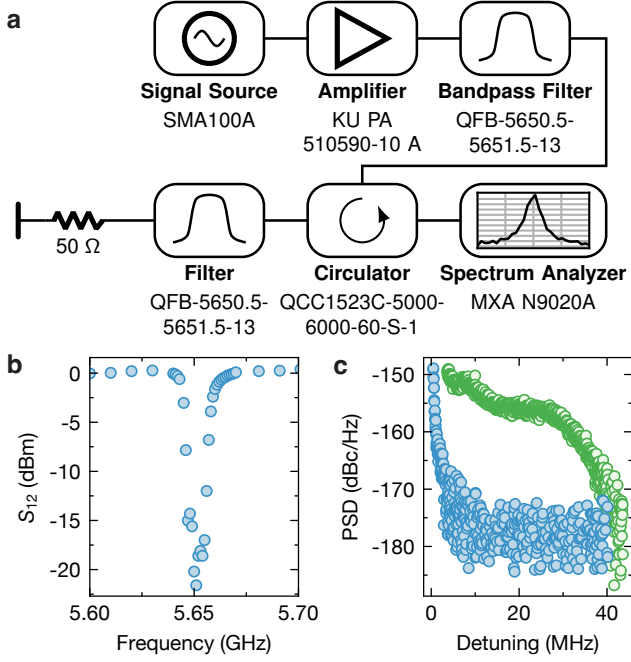 a
Signal Source
SMA100A
Amplifier
KU PA
510590-10 A
Bandpass Filter
QFB-5650.5-
5651.5-13
50 Ω
Filter
QFB-5650.5-
5651.5-13
Circulator
QCC1523C-5000-
6000-60-S-1
Spectrum Analyzer
MXA N9020A
b
S12 (dBm)
0
-5
-10
-15
-20
5.60
5.65
5.70
Frequency (GHz)
c
PSD (dBc/Hz)
-150
-160
-170
-180
0
20
40
Detuning (MHz)